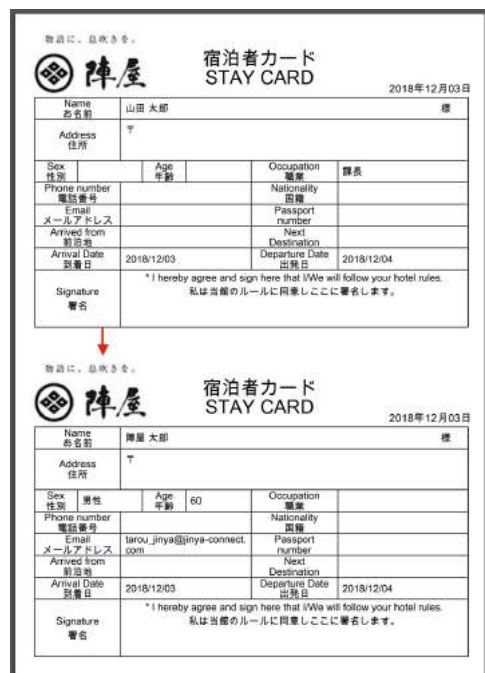 物語に、息吹を。
陣屋
宿泊者カード
STAY CARD
2018年12月03日
Name
お名前
山田 太郎
様
Address
住所
〒
Sex
性別
Age
年齢
Occupation
職業
課長
Phone number
電話番号
Nationality
国籍
Email
メールアドレス
Passport
number
Arrived from
前泊地
Next
Destination
Arrival Date
到着日
2018/12/03
Departure Date
出発日
2018/12/04
Signature
署名
* I hereby agree and sign here that I/We will follow your hotel rules.
私は当館のルールに同意しここに署名します。
物語に、息吹を。
陣屋
宿泊者カード
STAY CARD
2018年12月03日
Name
お名前
陣屋 太郎
様
Address
住所
〒
Sex
性別
男性
Age
年齢
60
Occupation
職業
Phone number
電話番号
Nationality
国籍
Email
メールアドレス
tarou_jinya@jinya-connect.
com
Passport
number
Arrived from
前泊地
Next
Destination
Arrival Date
到着日
2018/12/03
Departure Date
出発日
2018/12/04
Signature
署名
* I hereby agree and sign here that I/We will follow your hotel rules.
私は当館のルールに同意しここに署名します。